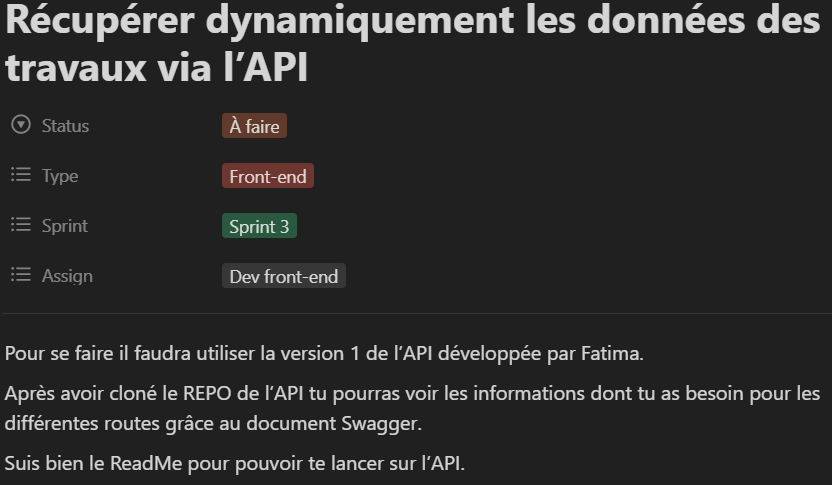 Récupérer dynamiquement les données des
travaux via l’API
Status
À faire
Type
Front-end
Sprint
Sprint 3
Assign
Dev front-end
Pour se faire il faudra utiliser la version 1 de l’API développée par Fatima.
Après avoir cloné le REPO de l’API tu pourras voir les informations dont tu as besoin pour les
différentes routes grâce au document Swagger.
Suis bien le ReadMe pour pouvoir te lancer sur l’API.